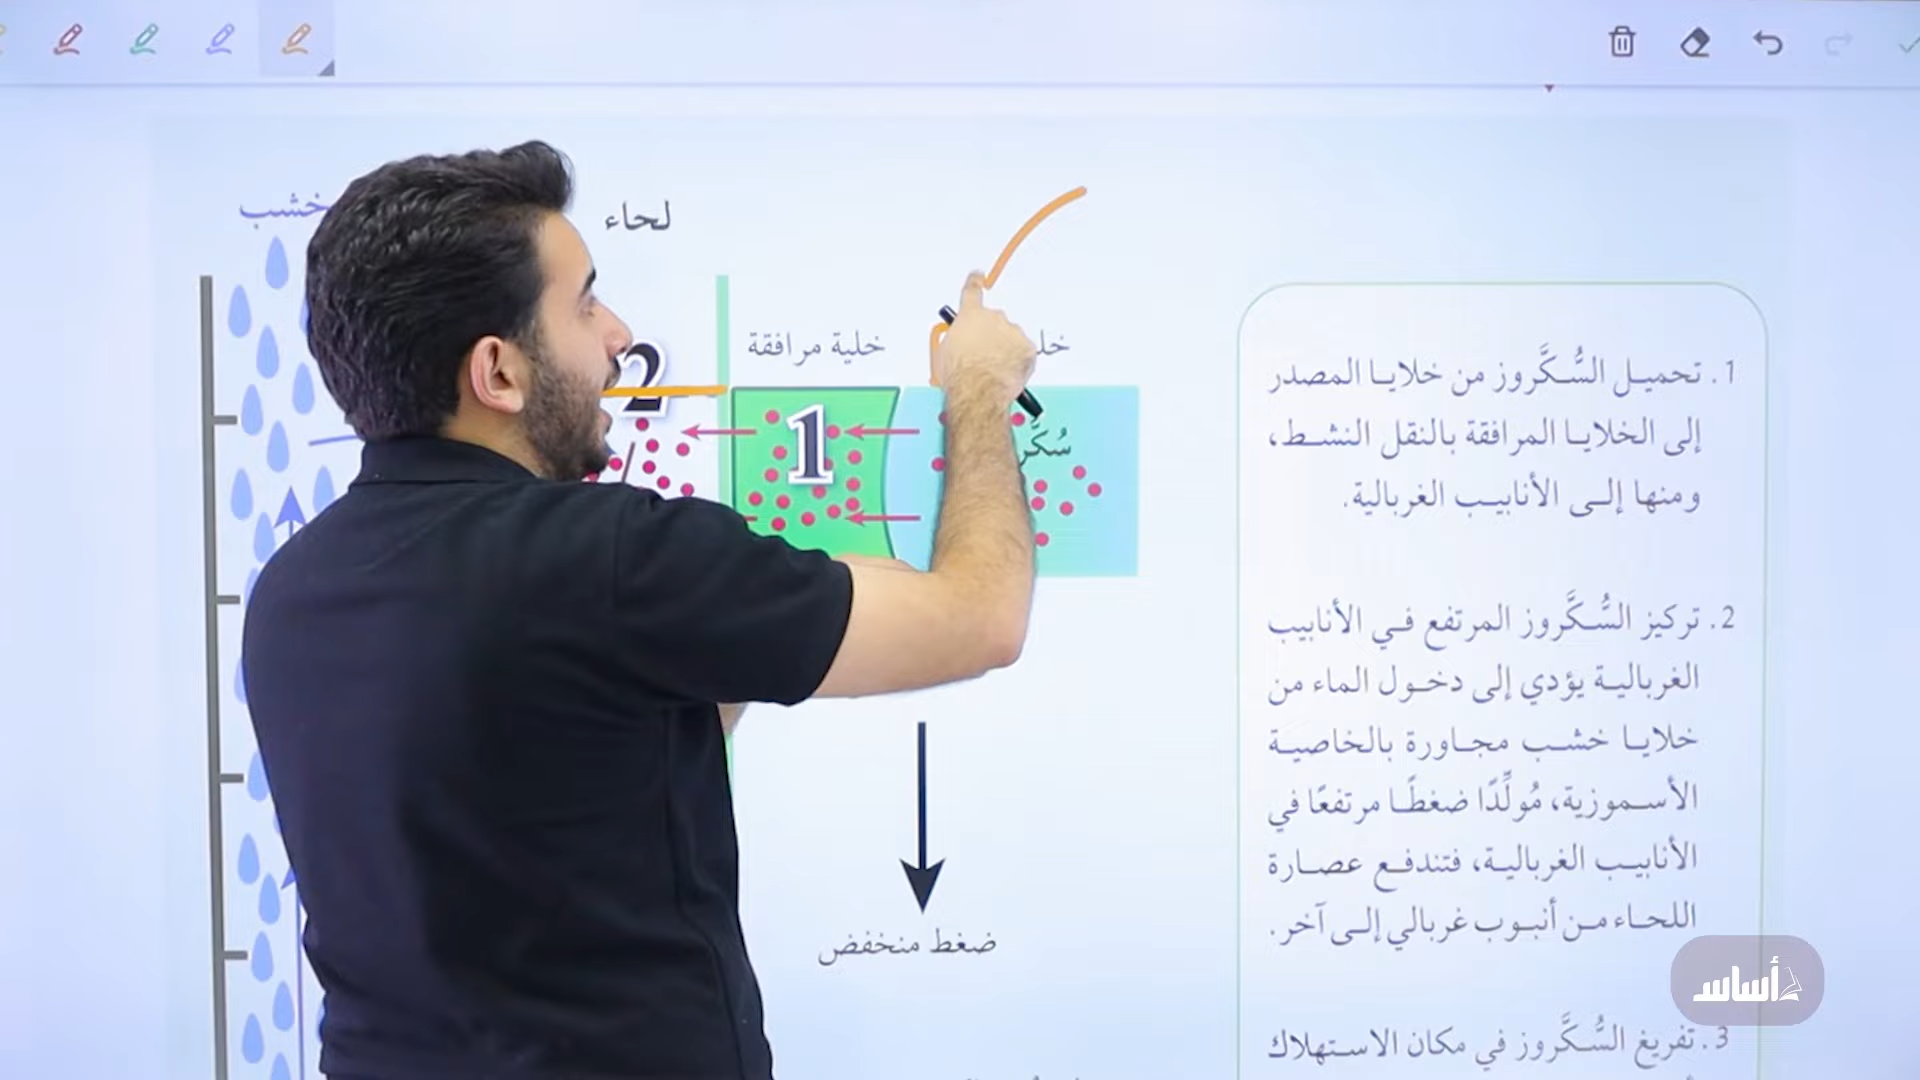 خشب
لحاء
خلية مرافقة
2
1
1. تحميل السُّكَّروز من خلايا المصدر
إلى الخلايا المرافقة بالنقل النشط،
ومنها إلى الأنابيب الغربالية.
2. تركيز السُّكَّروز المرتفع في الأنابيب
الغربالية يؤدي إلى دخول الماء من
خلايا خشب مجاورة بالخاصية
الأسموزية، مُولِّدًا ضغطًا مرتفعًا في
الأنابيب الغربالية، فتندفع عصارة
اللحاء من أنبوب غربالي إلى آخر.
ضغط منخفض
3. تفريغ السُّكَّروز في مكان الاستهلاك
أساس